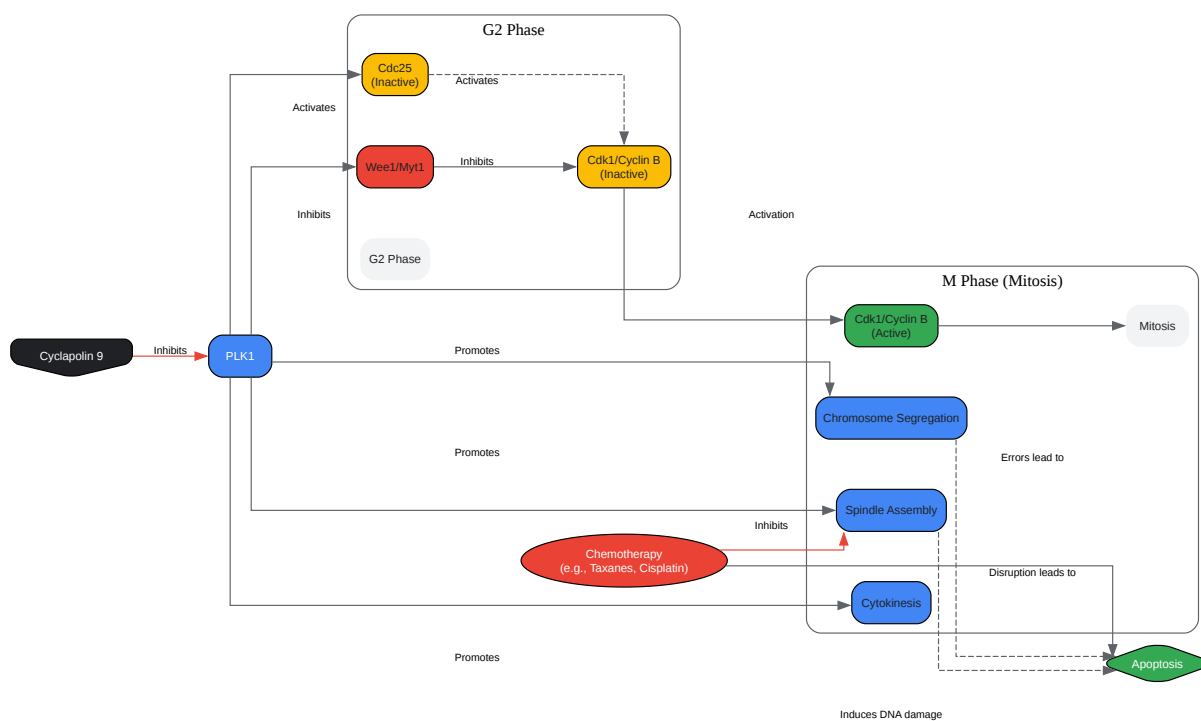 G2 Phase
Cdc25
(Inactive)
Activates
Activates
Wee1/Myt1
Inhibits
Cdk1/Cyclin B
(Inactive)
Inhibits
Activation
G2 Phase
M Phase (Mitosis)
Cdk1/Cyclin B
(Active)
Mitosis
Cyclapolin 9
Inhibits
PLK1
Promotes
Chromosome Segregation
Promotes
Errors lead to
Spindle Assembly
Inhibits
Chemotherapy
(e.g., Taxanes, Cisplatin)
Disruption leads to
Cytokinesis
Promotes
Apoptosis
Induces DNA damage